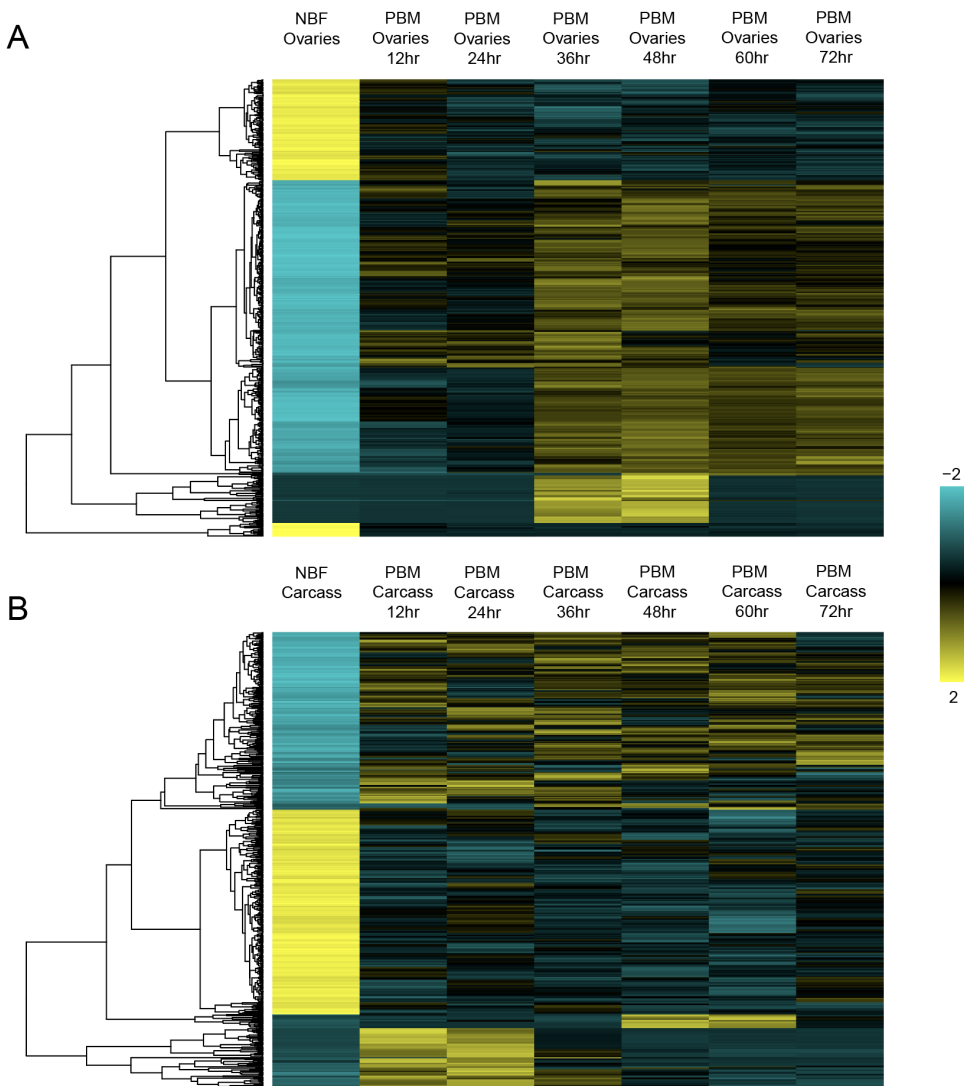 A
NBF PBM PBM PBM PBM PBM PBM
Ovaries Ovaries Ovaries Ovaries Ovaries Ovaries Ovaries
12hr 24hr 36hr 48hr 60hr 72hr
−2
2
B
NBF PBM PBM PBM PBM PBM PBM
Carcass Carcass Carcass Carcass Carcass Carcass Carcass
12hr 24hr 36hr 48hr 60hr 72hr